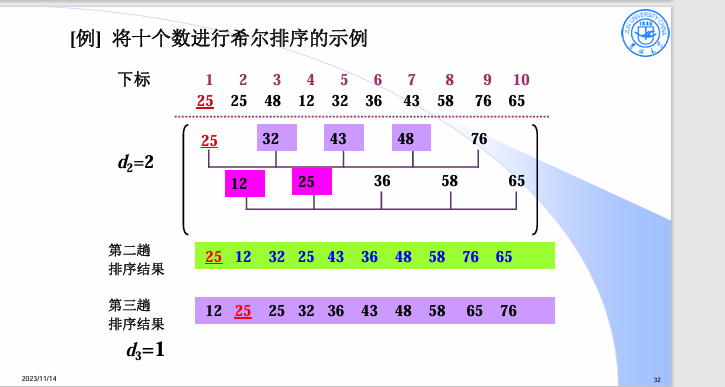 [例] 将十个数进行希尔排序的示例
下标 1 2 3 4 5 6 7 8 9 10
25 25 48 12 32 36 43 58 76 65
25 32 43 48 76
d2=2
12 25 36 58 65
第二趟
排序结果
25 12 32 25 43 36 48 58 76 65
第三趟
排序结果
12 25 25 32 36 43 48 58 65 76
d3=1
2023/11/14
32